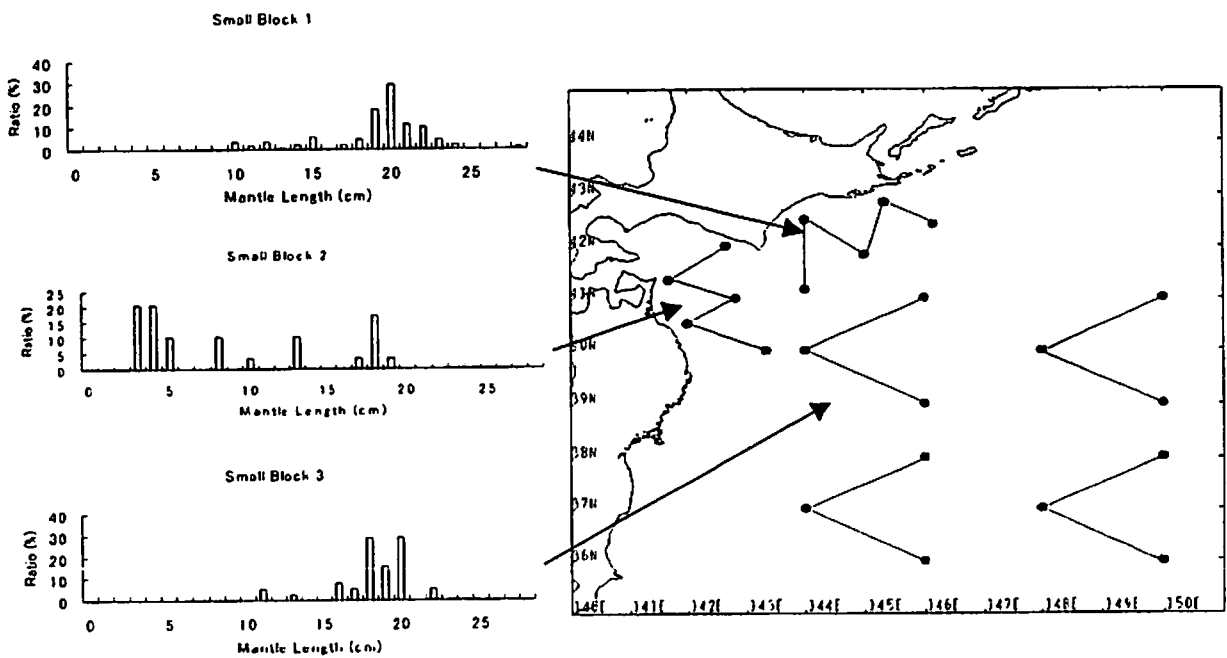 Small Block 1
Ratio (%)
40
30
20
10
0
0 5 10 15 20 25
Mantle Length (cm)
Small Block 2
Ratio (%)
25
20
15
10
5
0
0 5 10 15 20 25
Mantle Length (cm)
Small Block 3
Ratio (%)
40
30
20
10
0
0 5 10 15 20 25
Mantle Length (cm)
44N
43N
42N
41N
40N
39N
38N
37N
36N
140E 141E 142E 143E 144E 145E 146E 147E 148E 149E 150E